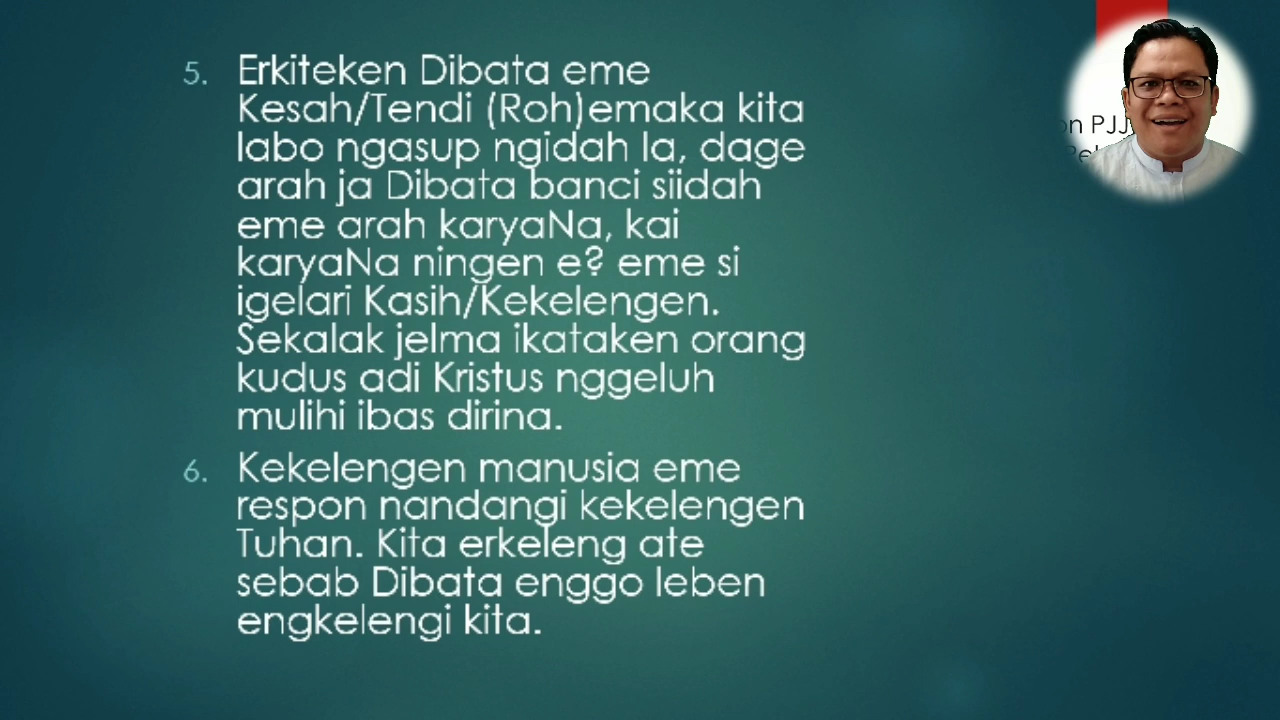 5. Erkiteken Dibata eme
Kesah/Tendi (Roh)emaka kita
labo ngasup ngidah Ia, dage
arah ja Dibata banci siidah
eme arah karyaNa, kai
karyaNa ningen e? eme si
igelari Kasih/Kekelengen.
Sekalak jelma ikataken orang
kudus adi Kristus nggeluh
mulihi ibas dirina.
6. Kekelengen manusia eme
respon nandangi kekelengen
Tuhan. Kita erkeleng ate
sebab Dibata enggo leben
engkelengi kita.
PJJ